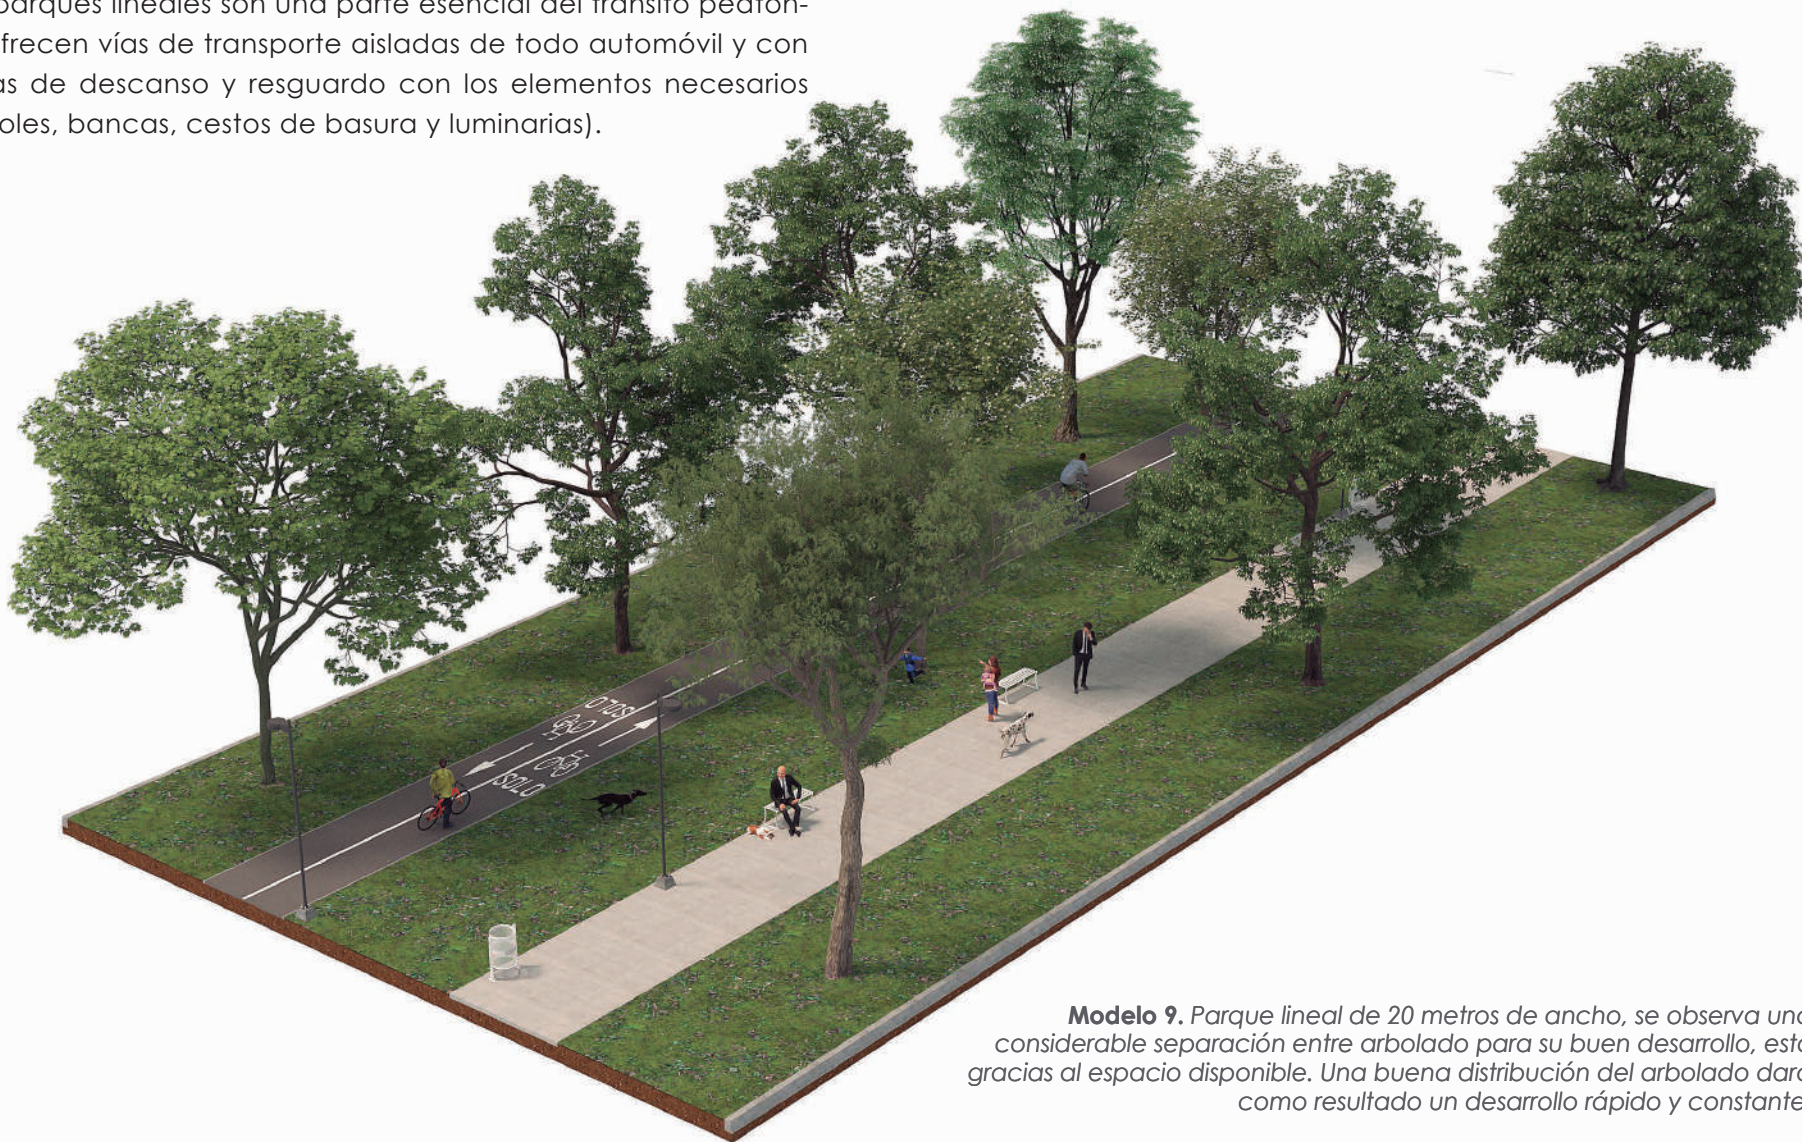 parques lineales son una parte esencial del tránsito peaton-
frecen vías de transporte aisladas de todo automóvil y con
as de descanso y resguardo con los elementos necesarios
oles, bancas, cestos de basura y luminarias).
SOLO
SOLO
Modelo 9. Parque lineal de 20 metros de ancho, se observa una
considerable separación entre arbolado para su buen desarrollo, esto
gracias al espacio disponible. Una buena distribución del arbolado dará
como resultado un desarrollo rápido y constante.